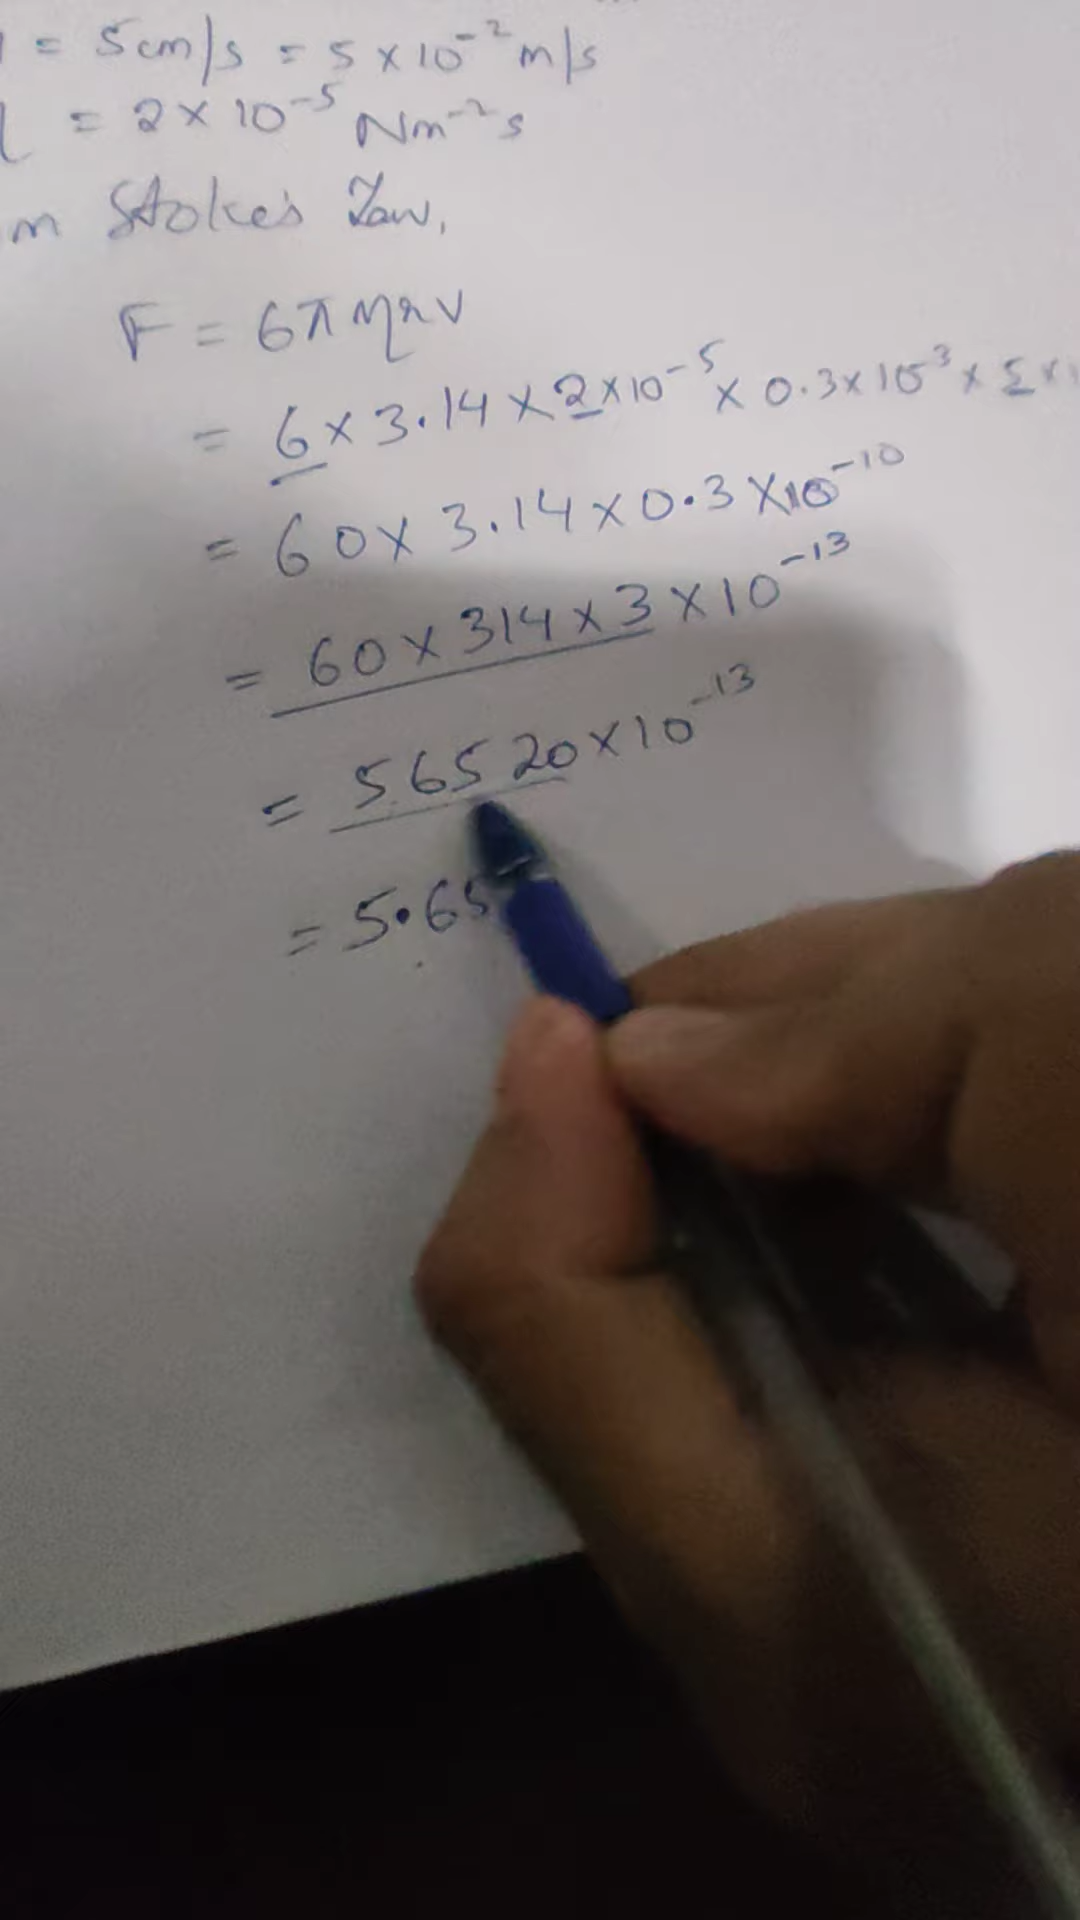 = 5cm/s = 5 × 10⁻² m/s
= 2 × 10⁻⁵ Nm⁻²s
m Stoke's Law,
F = 6πηrv
= 6 × 3.14 × 2×10⁻⁵ × 0.3×10⁻³ × 5 ×
= 60 × 3.14 × 0.3 × 10⁻¹⁰
= 60 × 314 × 3 × 10⁻¹³
= 56520 × 10⁻¹³
= 5.65